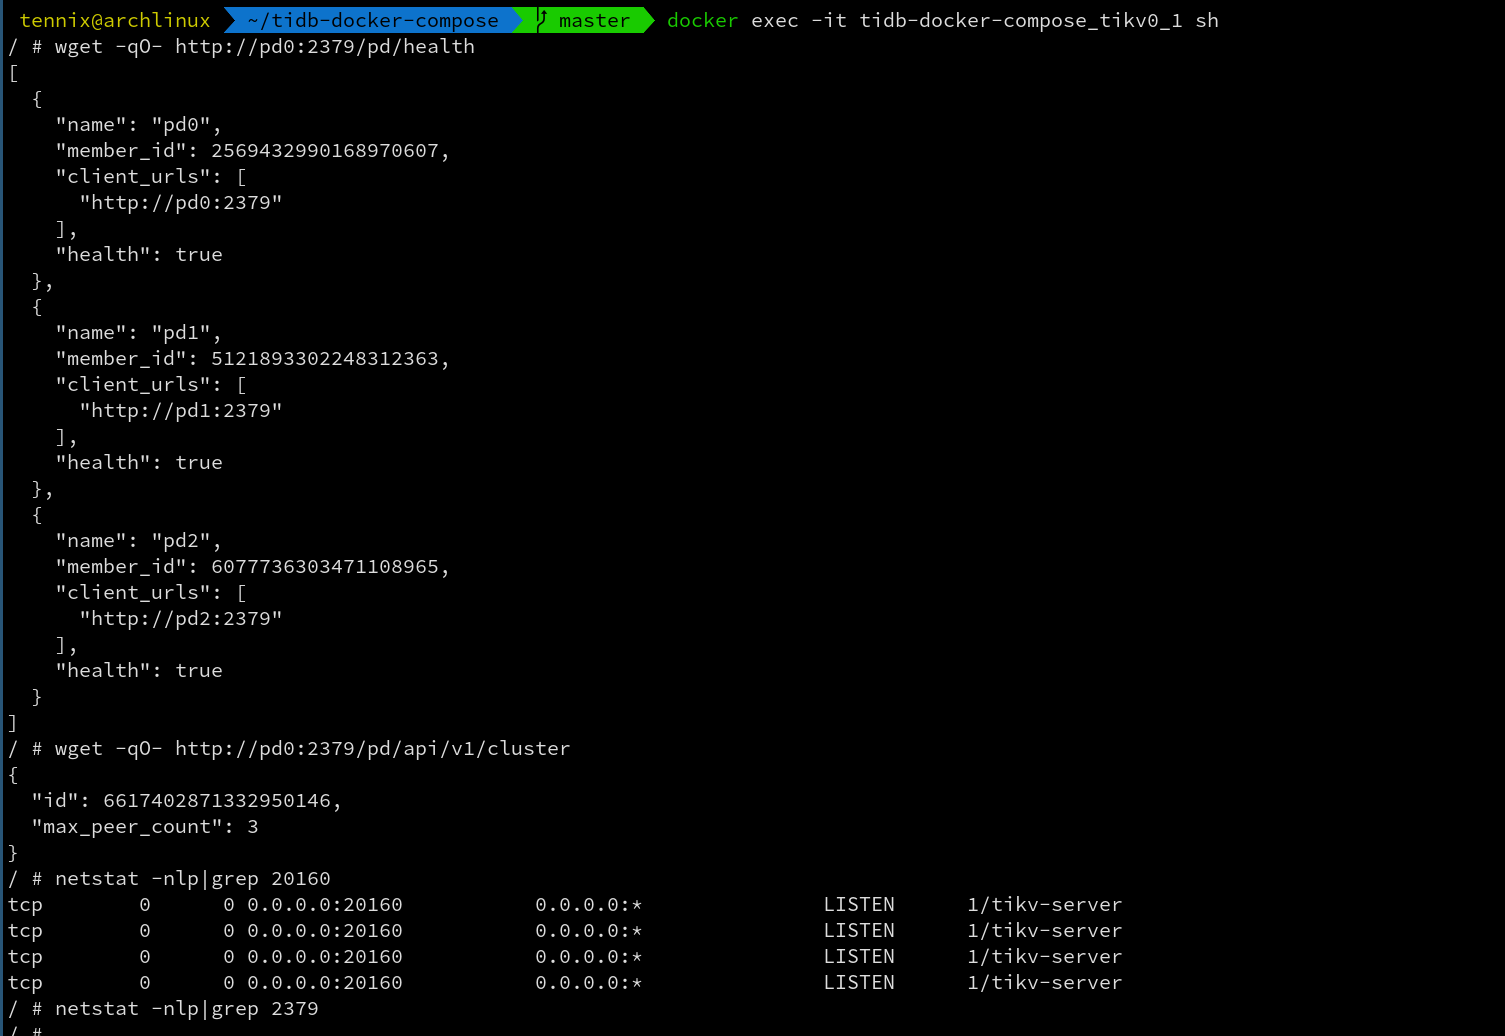 tennix@archlinux ~/tidb-docker-compose master docker exec -it tidb-docker-compose_tikv0_1 sh
/ # wget -qO- http://pd0:2379/pd/health
[
  {
    "name": "pd0",
    "member_id": 2569432990168970607,
    "client_urls": [
      "http://pd0:2379"
    ],
    "health": true
  },
  {
    "name": "pd1",
    "member_id": 5121893302248312363,
    "client_urls": [
      "http://pd1:2379"
    ],
    "health": true
  },
  {
    "name": "pd2",
    "member_id": 6077736303471108965,
    "client_urls": [
      "http://pd2:2379"
    ],
    "health": true
  }
]
/ # wget -qO- http://pd0:2379/pd/api/v1/cluster
{
  "id": 6617402871332950146,
  "max_peer_count": 3
}
/ # netstat -nlp|grep 20160
tcp        0      0 0.0.0.0:20160           0.0.0.0:*               LISTEN      1/tikv-server
tcp        0      0 0.0.0.0:20160           0.0.0.0:*               LISTEN      1/tikv-server
tcp        0      0 0.0.0.0:20160           0.0.0.0:*               LISTEN      1/tikv-server
tcp        0      0 0.0.0.0:20160           0.0.0.0:*               LISTEN      1/tikv-server
/ # netstat -nlp|grep 2379
/ #